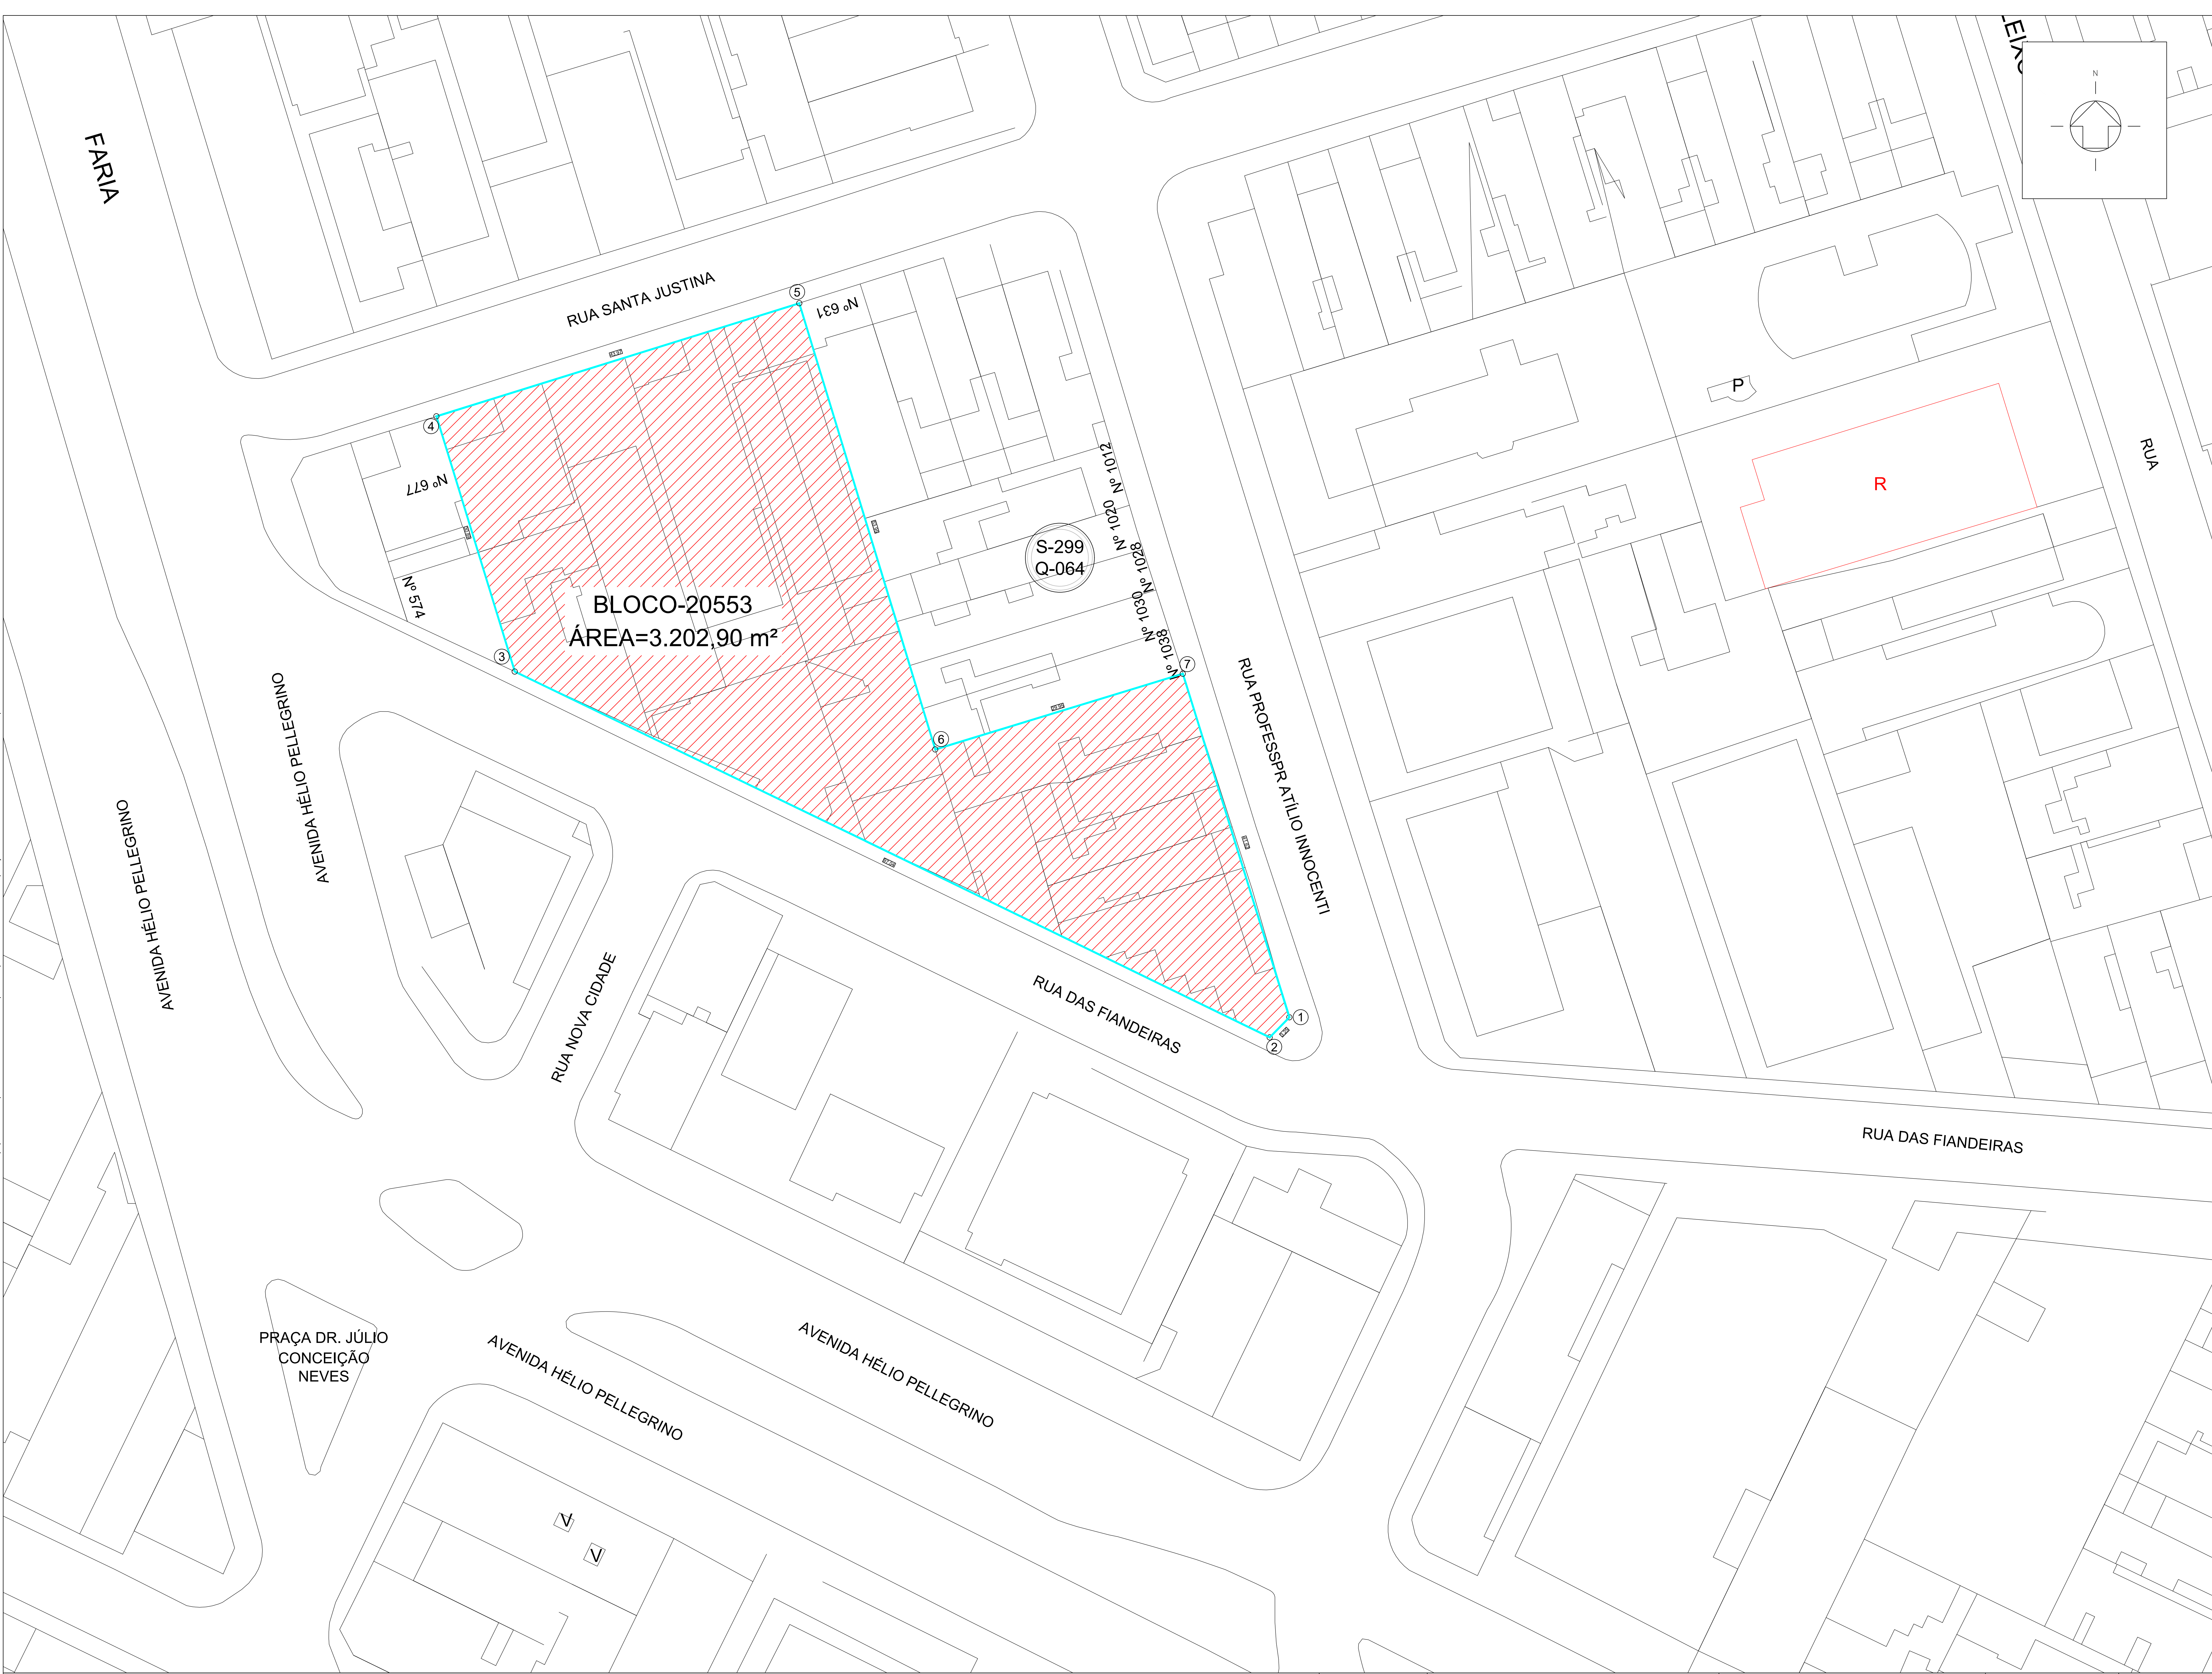 LEIXO
N
FARIA
RUA SANTA JUSTINA
5
Nº 631
4
Nº 677
Nº 574
3
BLOCO-20553
ÁREA=3.202,90 m²
S-299
Q-064
Nº 1012
Nº 1020
Nº 1028
Nº 1030
Nº 1038
7
6
P
R
RUA
RUA PROFESSPR ATÍLIO INNOCENTI
AVENIDA HÉLIO PELLEGRINO
AVENIDA HÉLIO PELLEGRINO
RUA NOVA CIDADE
RUA DAS FIANDEIRAS
1
2
RUA DAS FIANDEIRAS
PRAÇA DR. JÚLIO
CONCEIÇÃO
NEVES
AVENIDA HÉLIO PELLEGRINO
AVENIDA HÉLIO PELLEGRINO
V
V